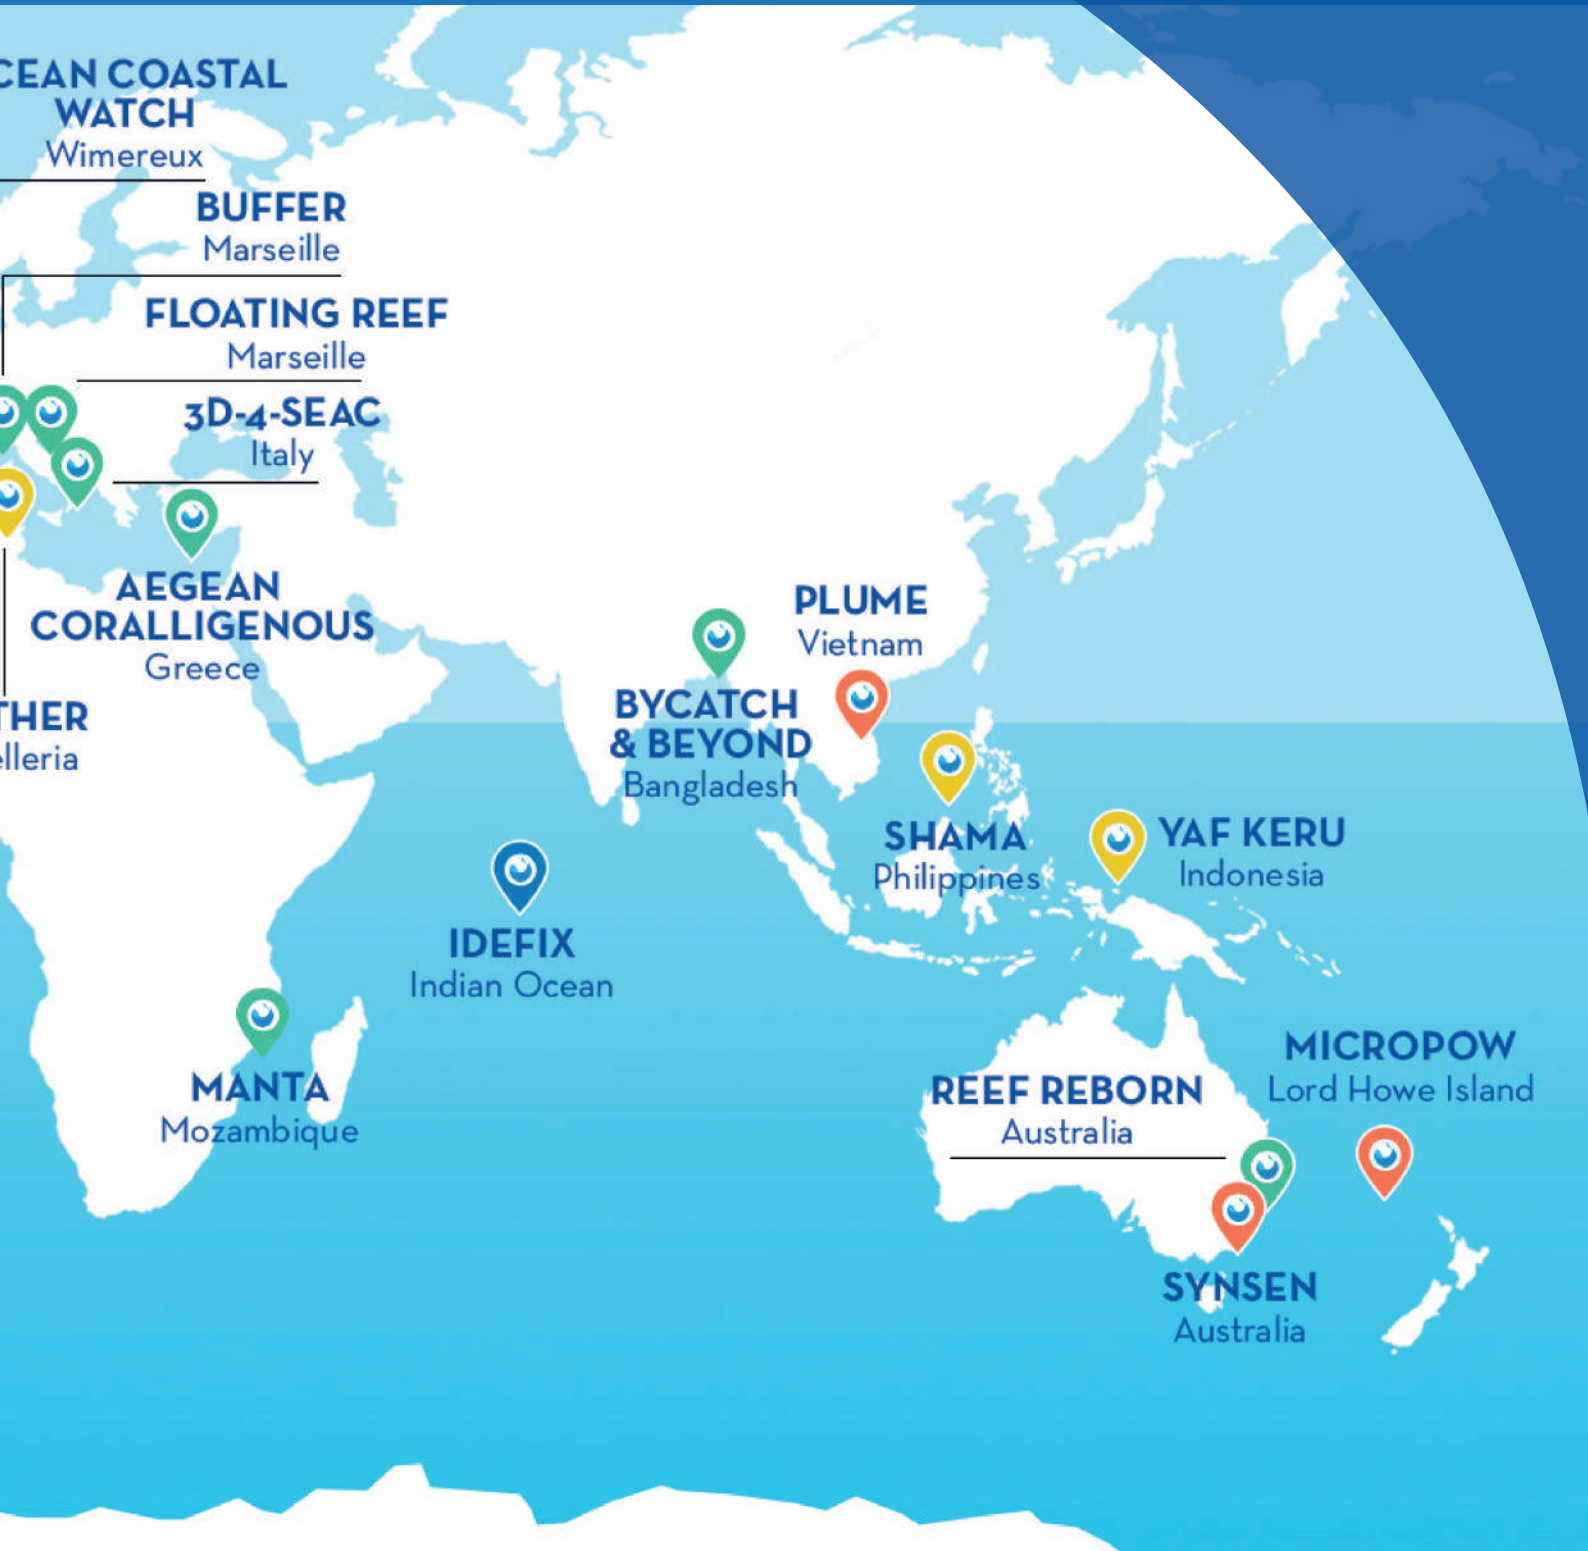 CEAN COASTAL
WATCH
Wimereux
BUFFER
Marseille
FLOATING REEF
Marseille
3D-4-SEAC
Italy
AEGEAN
CORALLIGENOUS
Greece
THER
elleria
PLUME
Vietnam
BYCATCH
& BEYOND
Bangladesh
SHAMA
Philippines
YAF KERU
Indonesia
IDEFIX
Indian Ocean
MANTA
Mozambique
MICROPOW
Lord Howe Island
REEF REBORN
Australia
SYNSEN
Australia